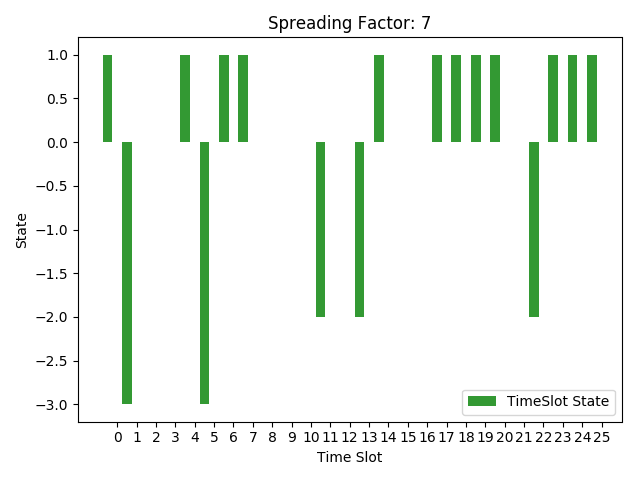 Spreading Factor: 7
1.0
0.5
0.0
−0.5
−1.0
−1.5
−2.0
−2.5
−3.0
State
TimeSlot State
0 1 2 3 4 5 6 7 8 9 10 11 12 13 14 15 16 17 18 19 20 21 22 23 24 25
Time Slot